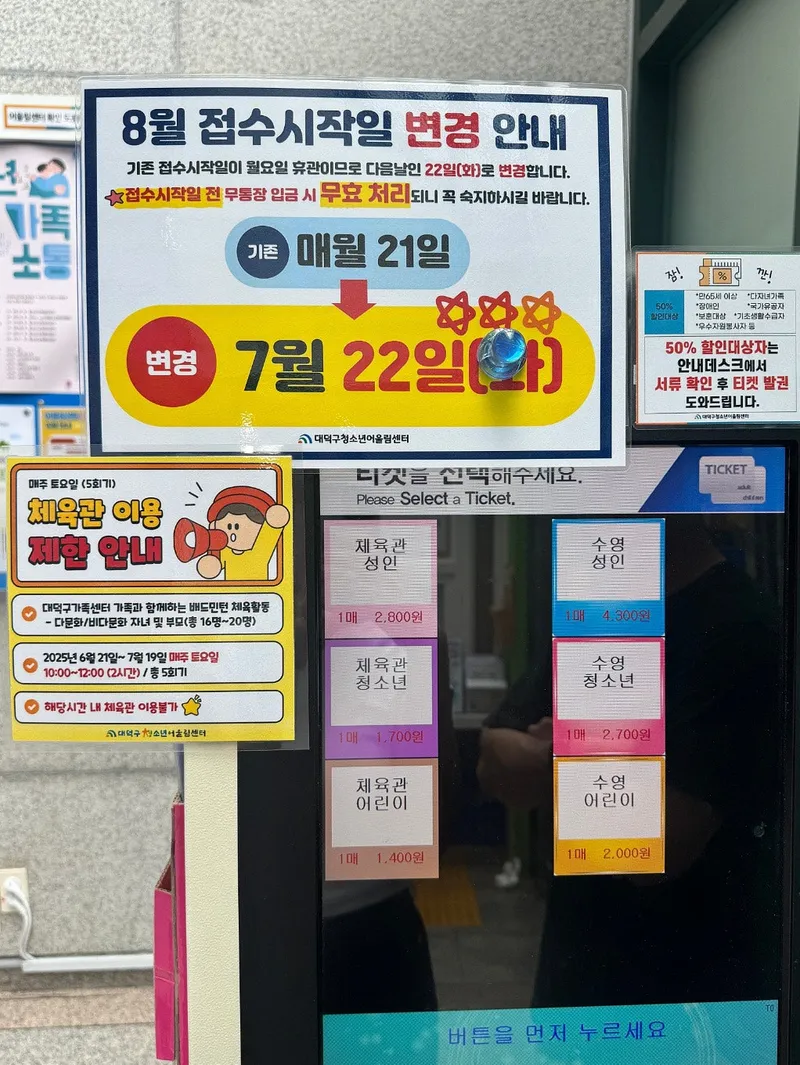 8월 접수시작일 변경 안내
기존 접수시작일이 월요일 휴관이므로 다음날인 22일(화)로 변경합니다.
접수시작일 전 무통장 입금 시 무효 처리되니 꼭 숙지하시길 바랍니다.
기존 매월 21일
변경 7월 22일(화)
대덕구청소년어울림센터
잠! 깐!
%
50%
할인대상
*만65세 이상 *다자녀가족
*장애인 *국가유공자
*보훈대상 *기초생활수급자
*우수자원봉사자 등
50% 할인대상자는
안내데스크에서
서류 확인 후 티켓 발권
도와드립니다.
대덕구청소년어울림센터
가족
소통
매주 토요일 (5회기)
체육관 이용
제한 안내
대덕구가족센터 가족과 함께하는 배드민턴 체육활동
- 다문화/비다문화 자녀 및 부모(총 16명~20명)
2025년 6월 21일~ 7월 19일 매주 토요일
10:00~12:00 (2시간) / 총 5회기
해당시간 내 체육관 이용불가
대덕구청소년어울림센터
티켓을 선택해주세요.
Please Select a Ticket.
TICKET
adult
children
체육관
성인
1매 2,800원
수영
성인
1매 4,300원
체육관
청소년
1매 1,700원
수영
청소년
1매 2,700원
체육관
어린이
1매 1,400원
수영
어린이
1매 2,000원
버튼을 먼저 누르세요